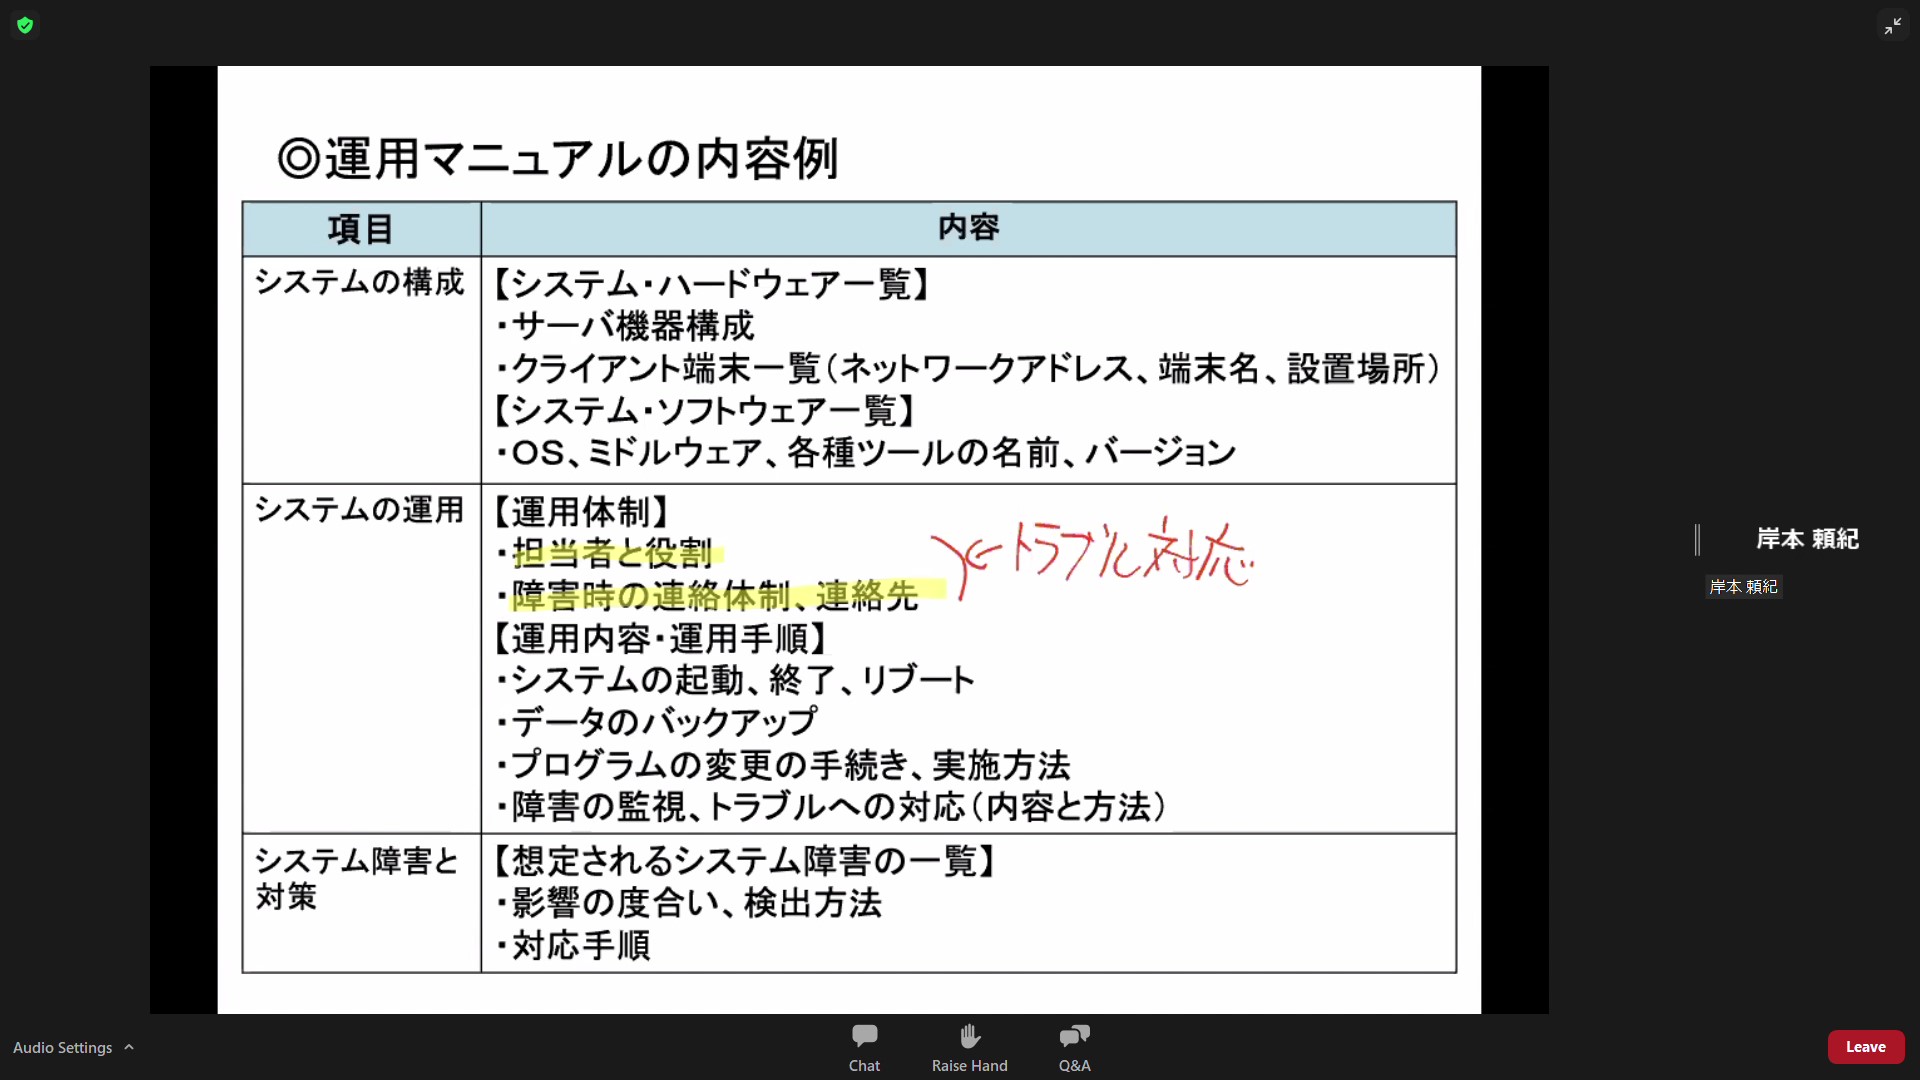 ◎運用マニュアルの内容例
項目
内容
システムの構成
【システム・ハードウェア一覧】
・サーバ機器構成
・クライアント端末一覧（ネットワークアドレス、端末名、設置場所）
【システム・ソフトウェア一覧】
・OS、ミドルウェア、各種ツールの名前、バージョン
システムの運用
【運用体制】
・担当者と役割
・障害時の連絡体制、連絡先
←トラブル対応
【運用内容・運用手順】
・システムの起動、終了、リブート
・データのバックアップ
・プログラムの変更の手続き、実施方法
・障害の監視、トラブルへの対応（内容と方法）
システム障害と
対策
【想定されるシステム障害の一覧】
・影響の度合い、検出方法
・対応手順
岸本 頼紀
岸本 頼紀
Audio Settings
Chat
Raise Hand
Q&A
Leave